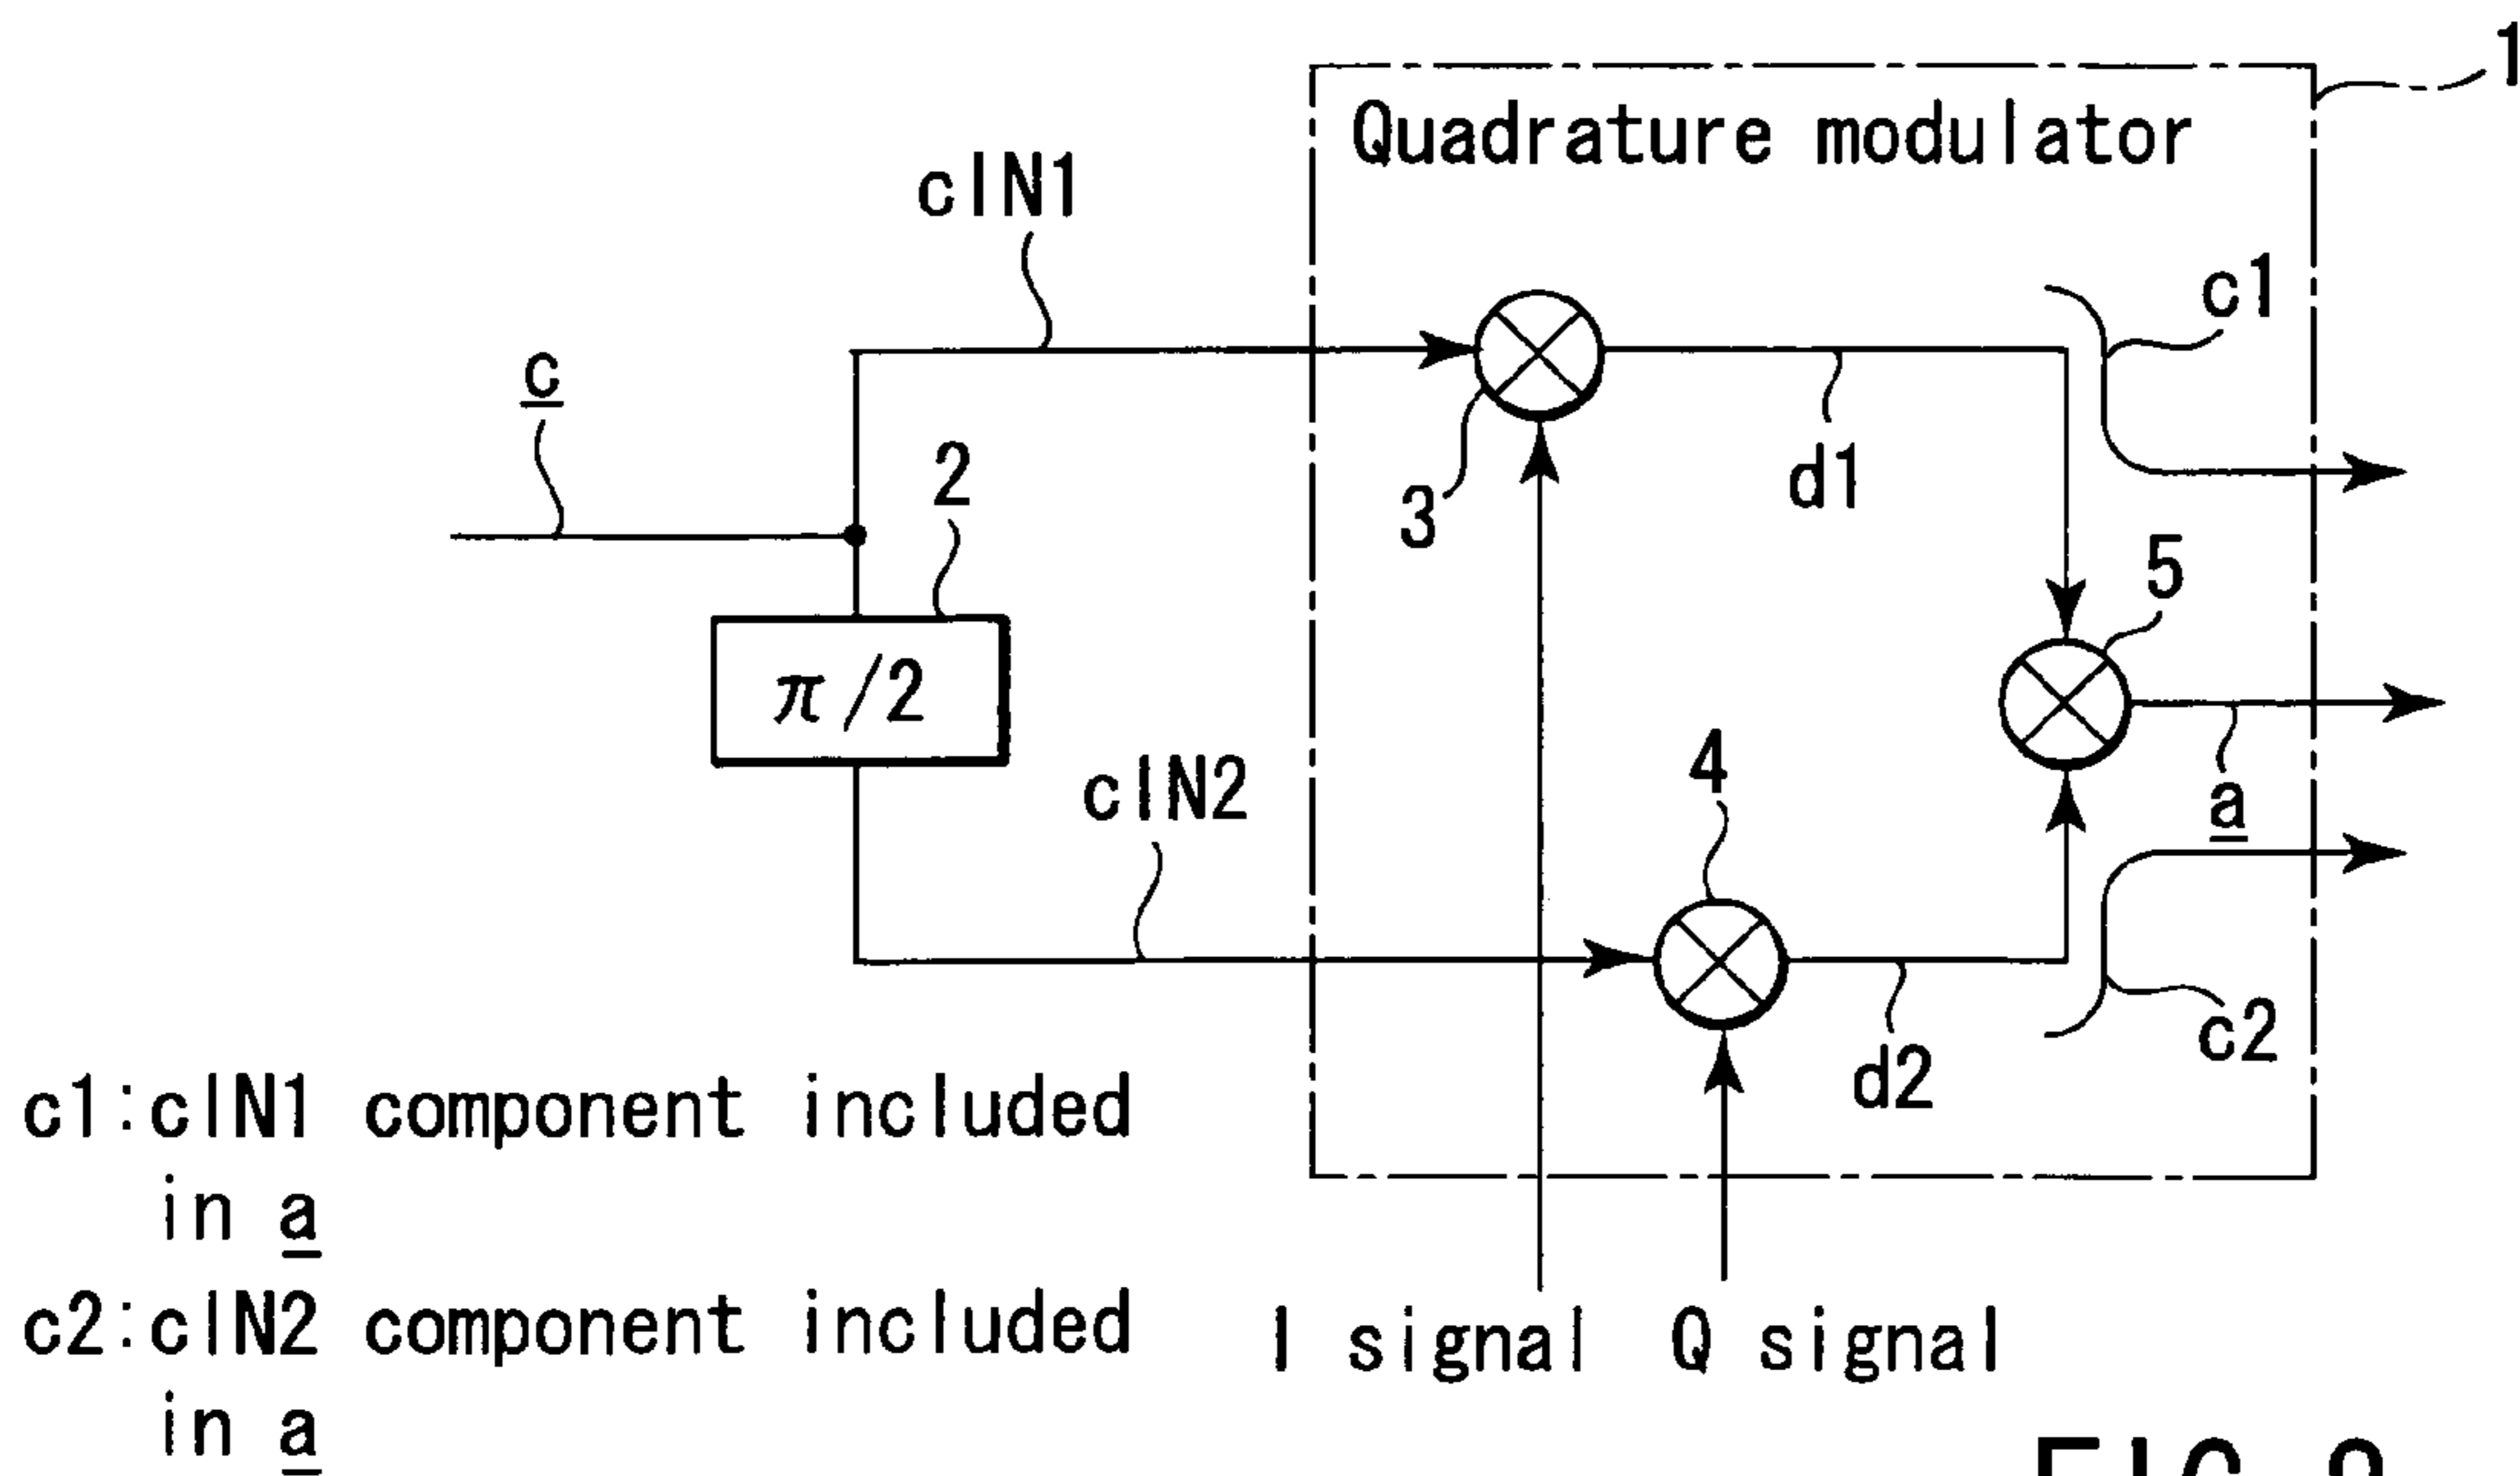 1
Quadrature modulator
cIN1
c1
c
2
3
d1
5
π/2
4
cIN2
a
c2
d2
c1:cIN1 component included
in a
c2:cIN2 component included
in a
I signal Q signal